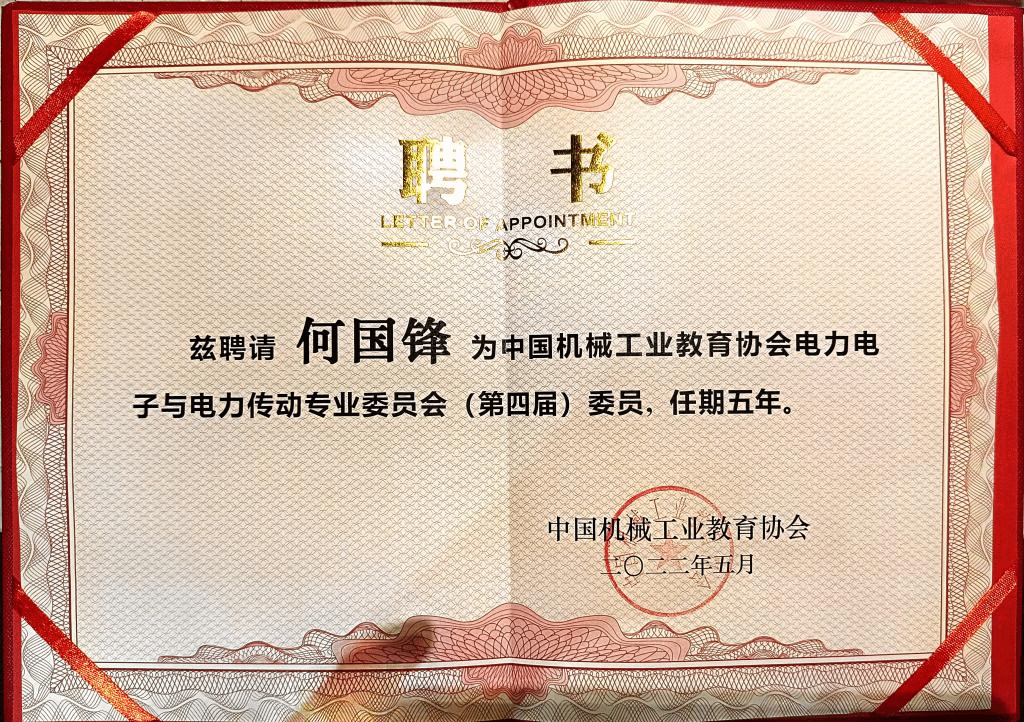 聘 书
LETTER OF APPOINTMENT
兹聘请 何国锋 为中国机械工业教育协会电力电
子与电力传动专业委员会（第四届）委员，任期五年。
中国机械工业教育协会
二〇二二年五月